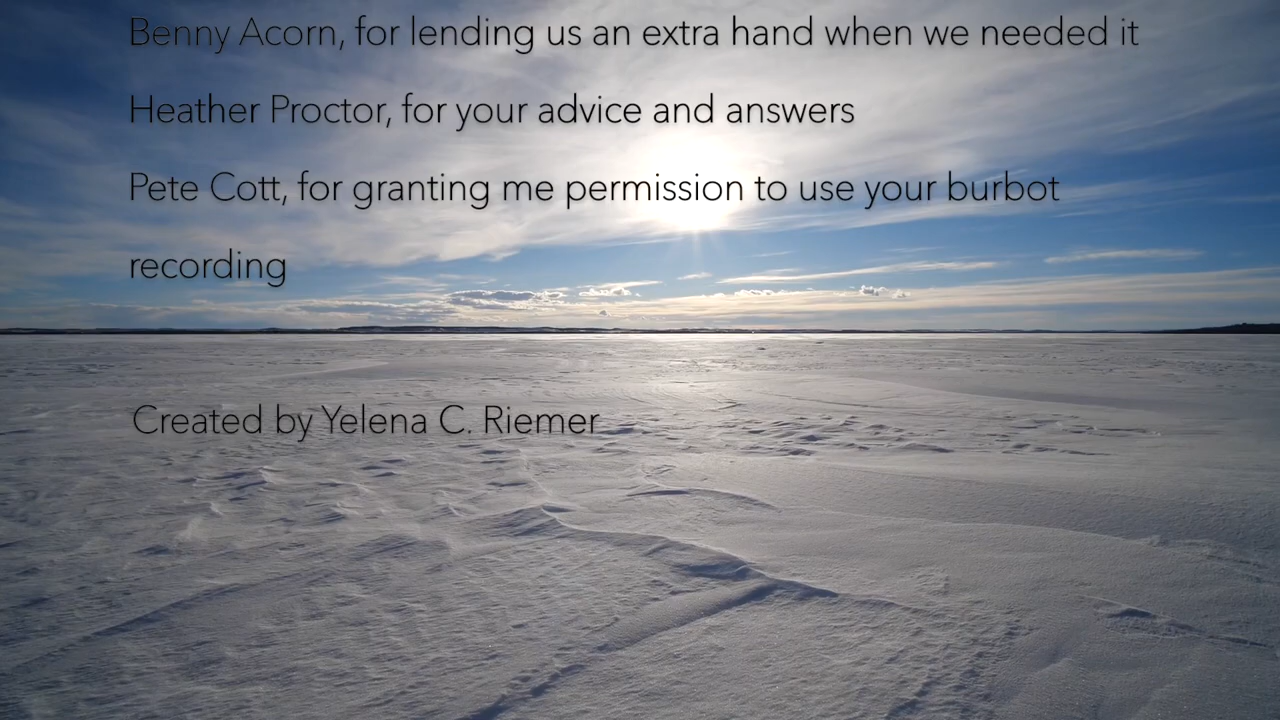 Benny Acorn, for lending us an extra hand when we needed it
Heather Proctor, for your advice and answers
Pete Cott, for granting me permission to use your burbot
recording
Created by Yelena C. Riemer